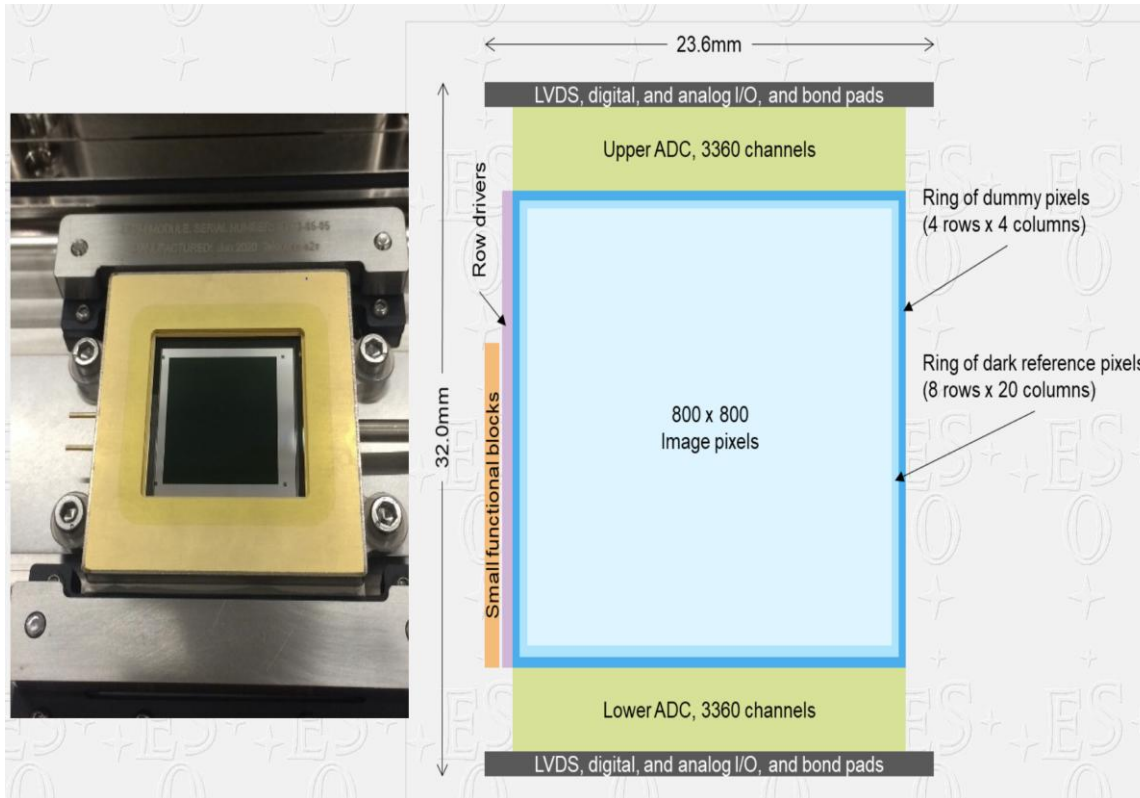 23.6mm
LVDS, digital, and analog I/O, and bond pads
Upper ADC, 3360 channels
Row drivers
Ring of dummy pixels
(4 rows x 4 columns)
Ring of dark reference pixels
(8 rows x 20 columns)
32.0mm
Small functional blocks
800 x 800
Image pixels
Lower ADC, 3360 channels
LVDS, digital, and analog I/O, and bond pads
ES
O